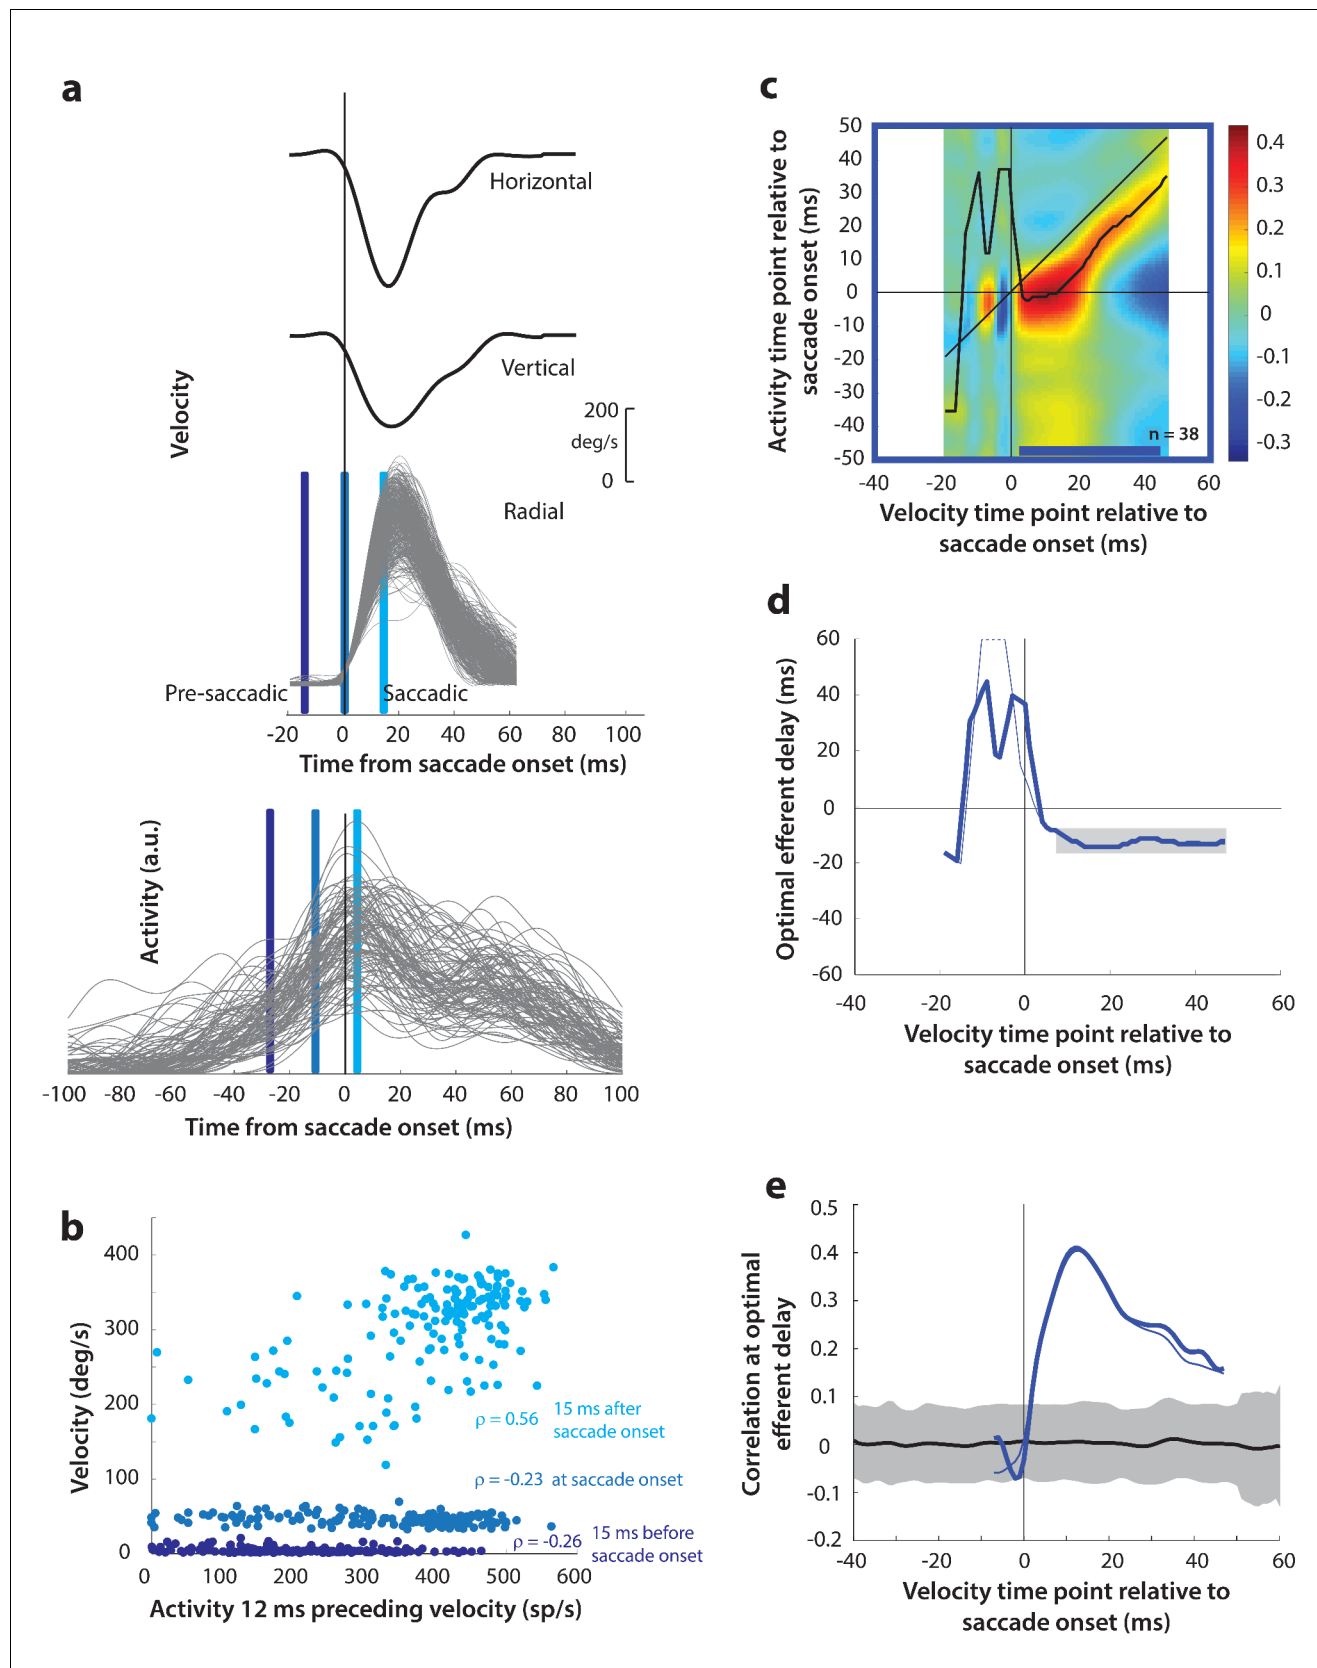 a
Horizontal
Vertical
Velocity
200
deg/s
0
Radial
Pre-saccadic
Saccadic
-20 0 20 40 60 80 100
Time from saccade onset (ms)
Activity (a.u.)
-100 -80 -60 -40 -20 0 20 40 60 80 100
Time from saccade onset (ms)
b
Velocity (deg/s)
400
300
200
100
0
ρ = 0.56 15 ms after
saccade onset
ρ = -0.23 at saccade onset
ρ = -0.26 15 ms before
saccade onset
0 100 200 300 400 500 600
Activity 12 ms preceding velocity (sp/s)
c
Activity time point relative to
saccade onset (ms)
50
40
30
20
10
0
-10
-20
-30
-40
-50
n = 38
0.4
0.3
0.2
0.1
0
-0.1
-0.2
-0.3
-40 -20 0 20 40 60
Velocity time point relative to
saccade onset (ms)
d
Optimal efferent delay (ms)
60
40
20
0
-20
-40
-60
-40 -20 0 20 40 60
Velocity time point relative to
saccade onset (ms)
e
Correlation at optimal
efferent delay
0.5
0.4
0.3
0.2
0.1
0
-0.1
-0.2
-40 -20 0 20 40 60
Velocity time point relative to
saccade onset (ms)